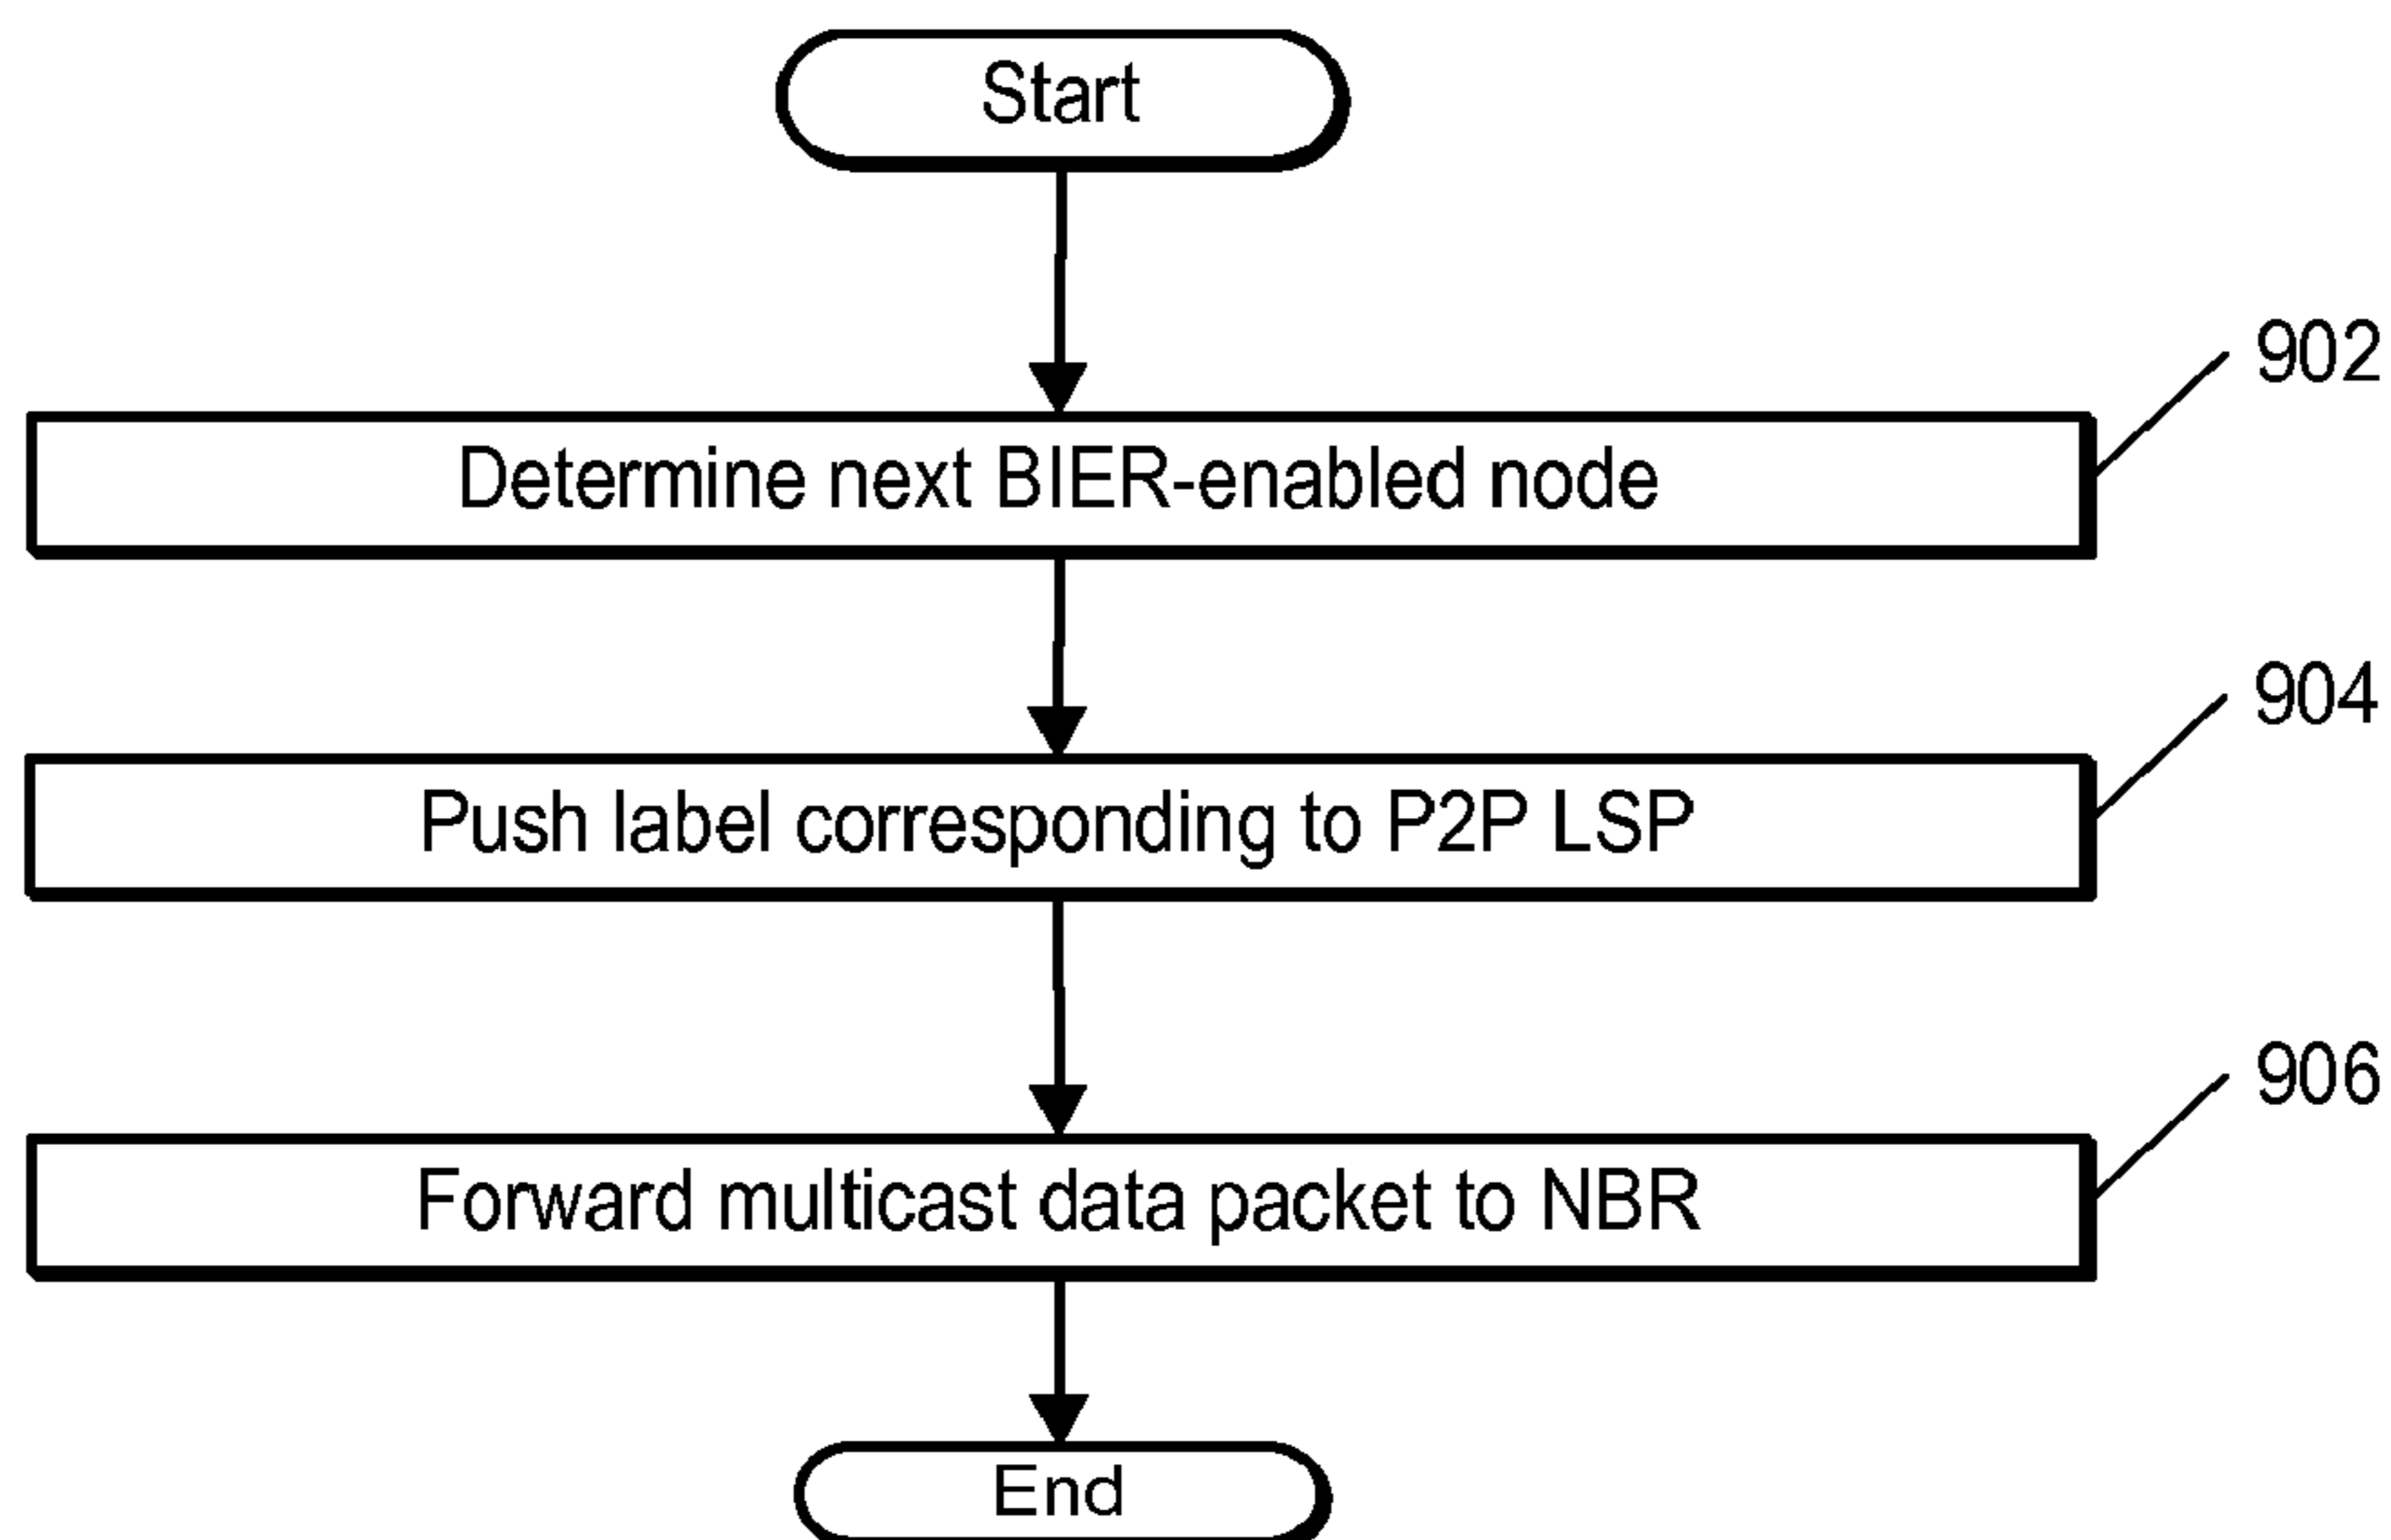 Start
902
Determine next BIER-enabled node
904
Push label corresponding to P2P LSP
906
Forward multicast data packet to NBR
End